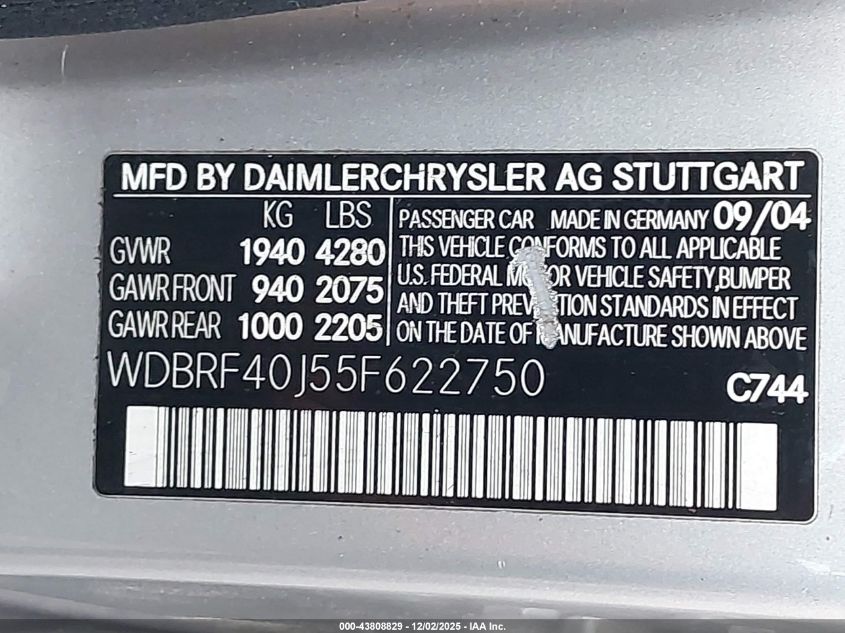 MFD BY DAIMLERCHRYSLER AG STUTTGART
KG LBS
GVWR 1940 4280
GAWR FRONT 940 2075
GAWR REAR 1000 2205
PASSENGER CAR MADE IN GERMANY 09/04
THIS VEHICLE CONFORMS TO ALL APPLICABLE
U.S. FEDERAL MOTOR VEHICLE SAFETY,BUMPER
AND THEFT PREVENTION STANDARDS IN EFFECT
ON THE DATE OF MANUFACTURE SHOWN ABOVE
WDBRF40J55F622750
C744
000-43808829 - 12/02/2025 - IAA Inc.